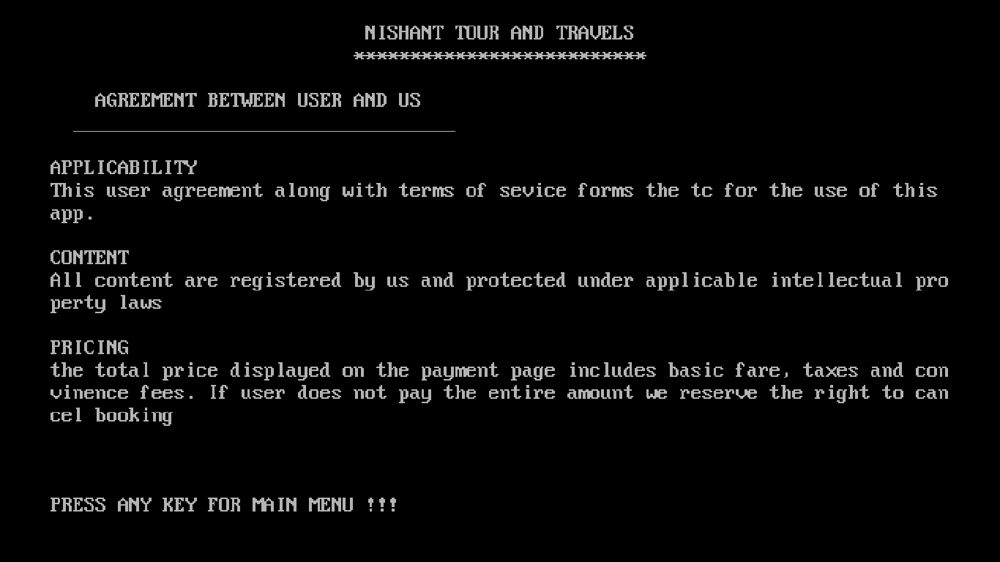 NISHANT TOUR AND TRAVELS
**************************
AGREEMENT BETWEEN USER AND US
__________________________________
APPLICABILITY
This user agreement along with terms of sevice forms the tc for the use of this
app.
CONTENT
All content are registered by us and protected under applicable intellectual pro
perty laws
PRICING
the total price displayed on the payment page includes basic fare, taxes and con
vinence fees. If user does not pay the entire amount we reserve the right to can
cel booking
PRESS ANY KEY FOR MAIN MENU !!!